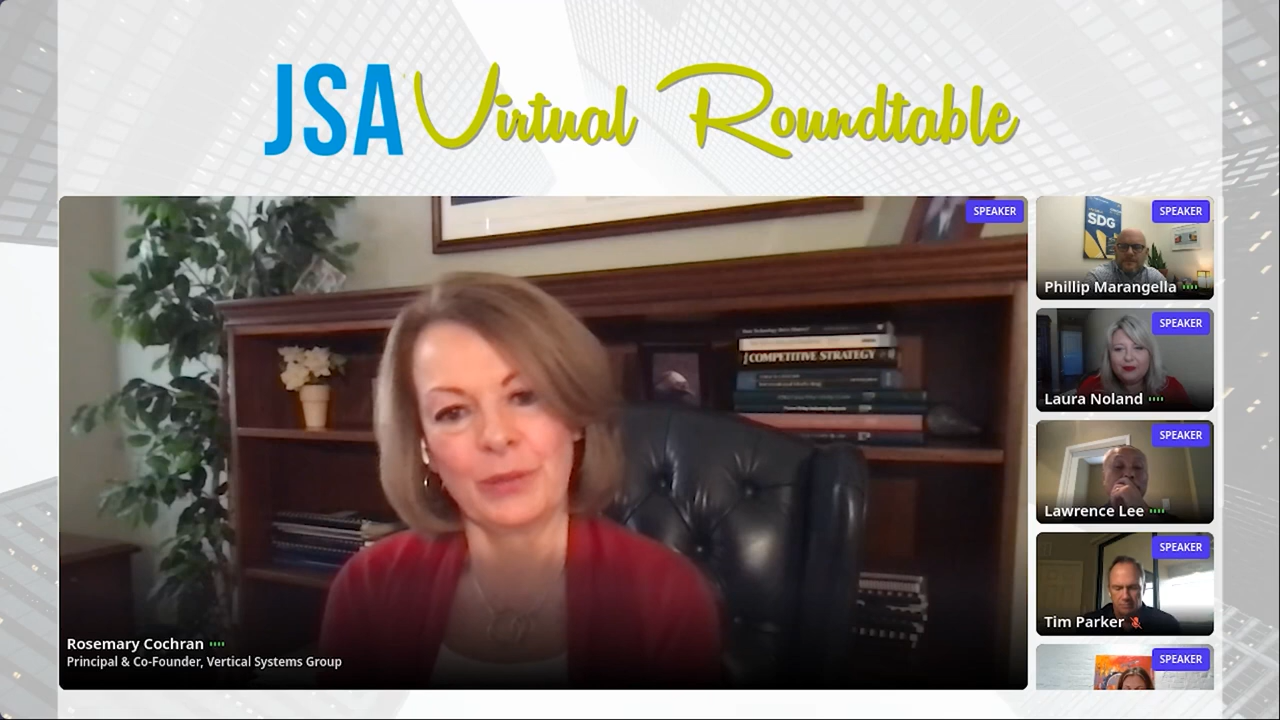 JSA Virtual Roundtable
SPEAKER
COMPETITIVE STRATEGY
Rosemary Cochran
Principal & Co-Founder, Vertical Systems Group
SPEAKER
SDG
Phillip Marangella
SPEAKER
Laura Noland
SPEAKER
Lawrence Lee
SPEAKER
Tim Parker
SPEAKER